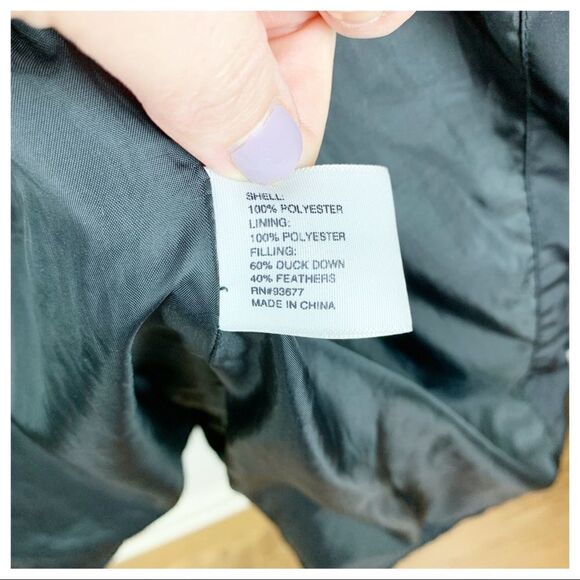 SHELL:
100% POLYESTER
LINING:
100% POLYESTER
FILLING:
60% DUCK DOWN
40% FEATHERS
RN#93677
MADE IN CHINA